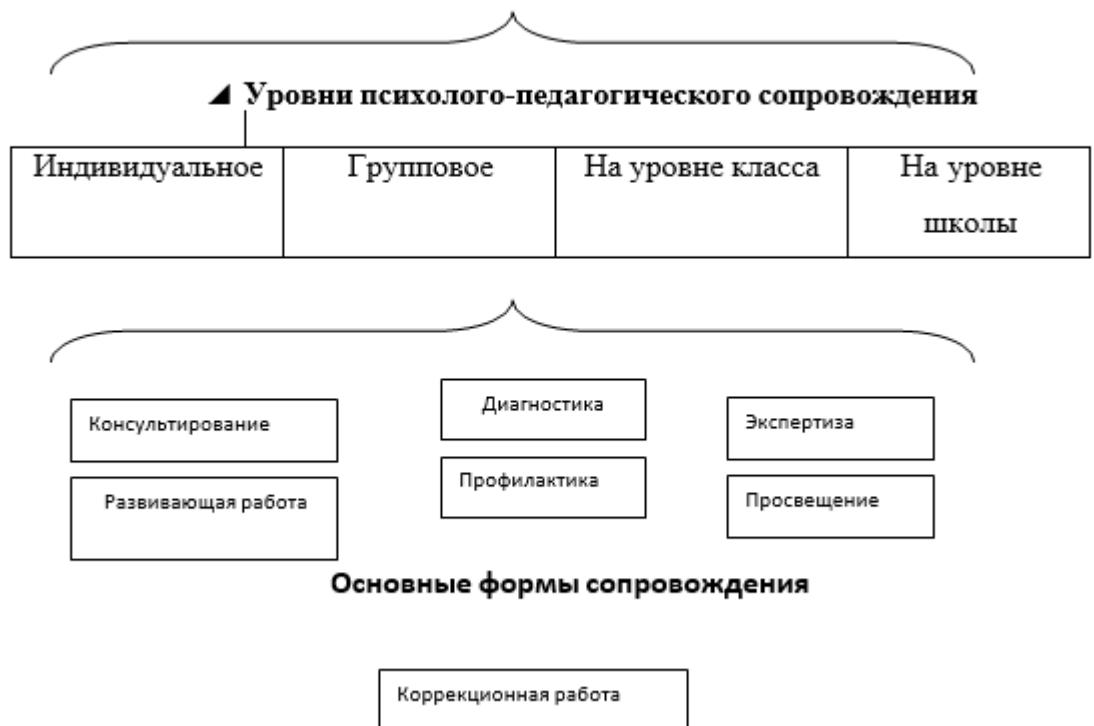 Уровни психолого-педагогического сопровождения
Индивидуальное
Групповое
На уровне класса
На уровне
школы
Консультирование
Диагностика
Экспертиза
Развивающая работа
Профилактика
Просвещение
Основные формы сопровождения
Коррекционная работа